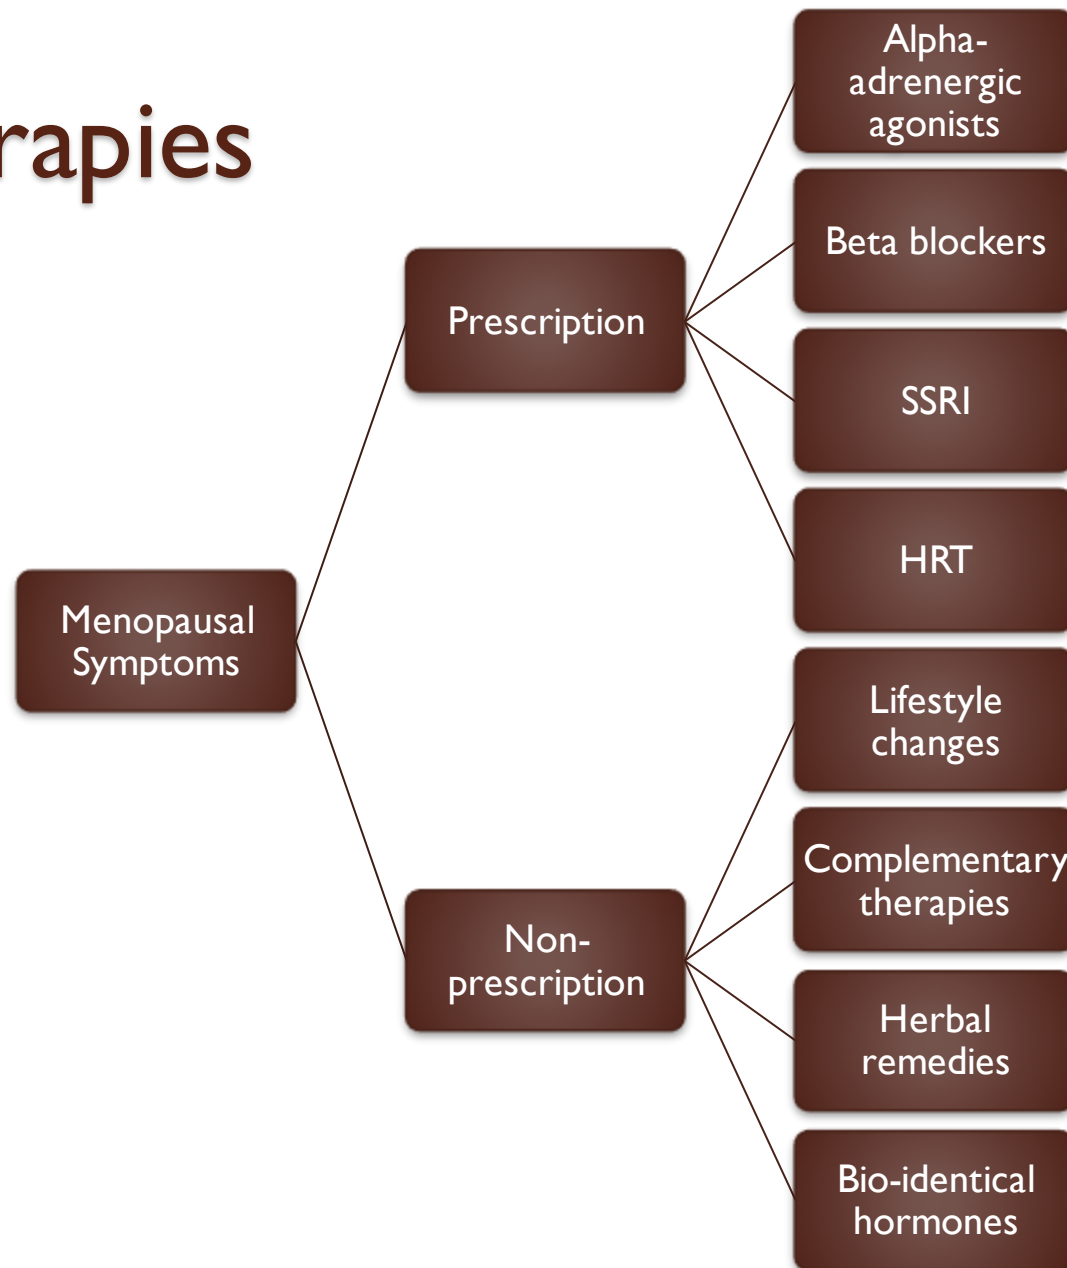 rapies
Menopausal
Symptoms
Prescription
Alpha-
adrenergic
agonists
Beta blockers
SSRI
HRT
Non-
prescription
Lifestyle
changes
Complementary
therapies
Herbal
remedies
Bio-identical
hormones